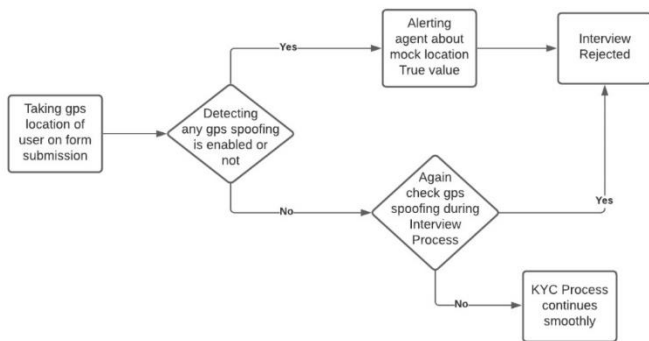 Taking gps
location of
user on form
submission
Detecting
any gps spoofing
is enabled or
not
Yes
Alerting
agent about
mock location
True value
Interview
Rejected
No
Again
check gps
spoofing during
Interview
Process
Yes
No
KYC Process
continues
smoothly